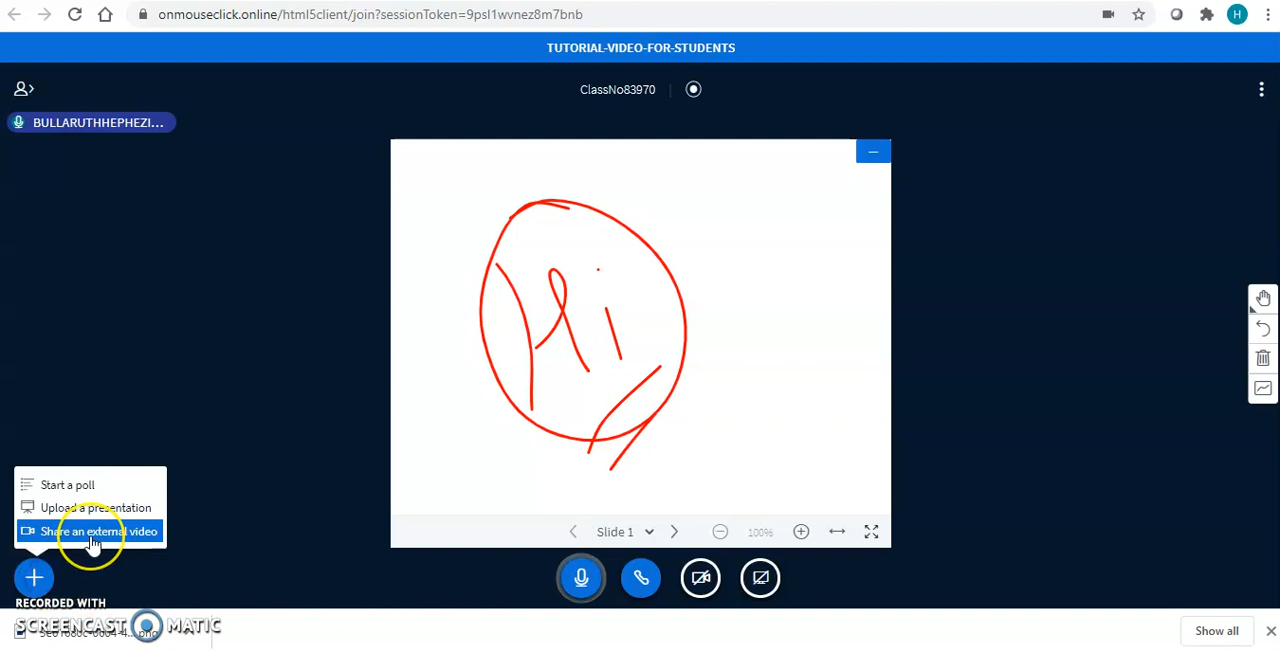 onmouseclick.online/html5client/join?sessionToken=9psl1wvnez8m7bnb
H
TUTORIAL-VIDEO-FOR-STUDENTS
ClassNo83970
BULLARUTHHEPHEZI...
Hi
Start a poll
Upload a presentation
Share an external video
Slide 1
100%
RECORDED WITH
SCREENCAST MATIC
Show all